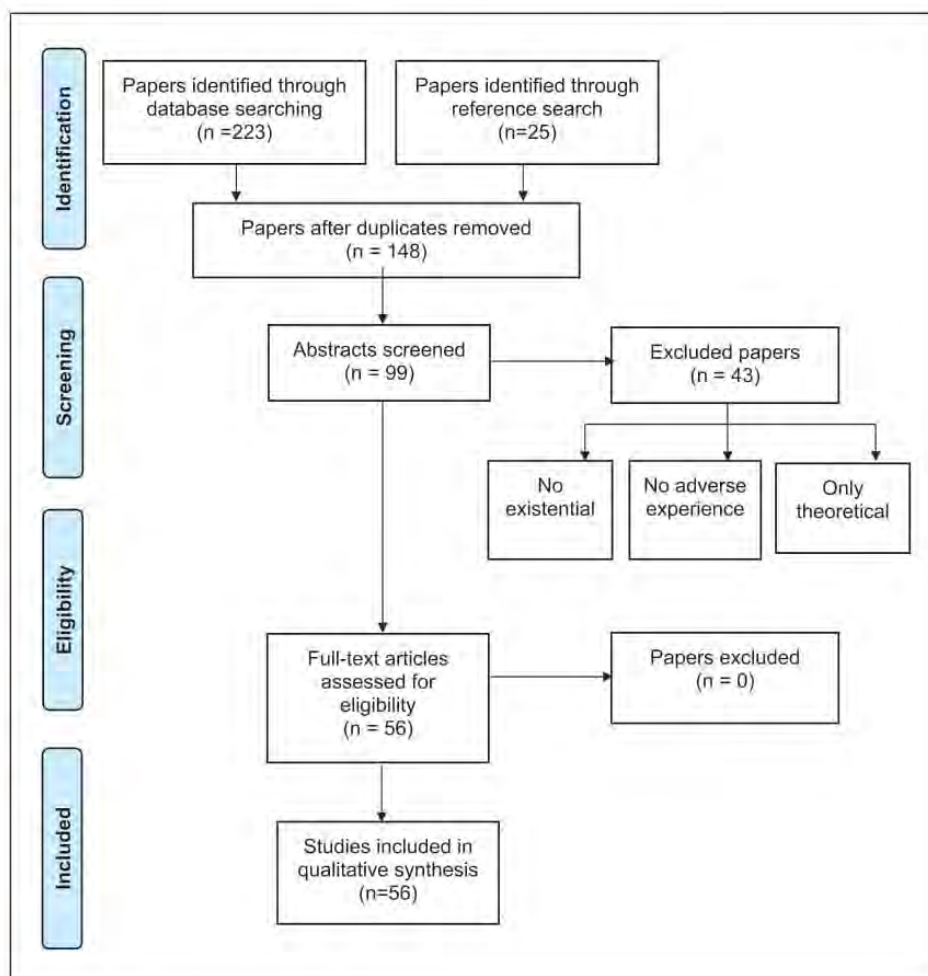 Identification
Papers identified through
database searching
(n =223)
Papers identified through
reference search
(n=25)
Papers after duplicates removed
(n = 148)
Screening
Abstracts screened
(n = 99)
Excluded papers
(n = 43)
No
existential
No adverse
experience
Only
theoretical
Eligibility
Full-text articles
assessed for
eligibility
(n = 56)
Papers excluded
(n = 0)
Included
Studies included in
qualitative synthesis
(n=56)